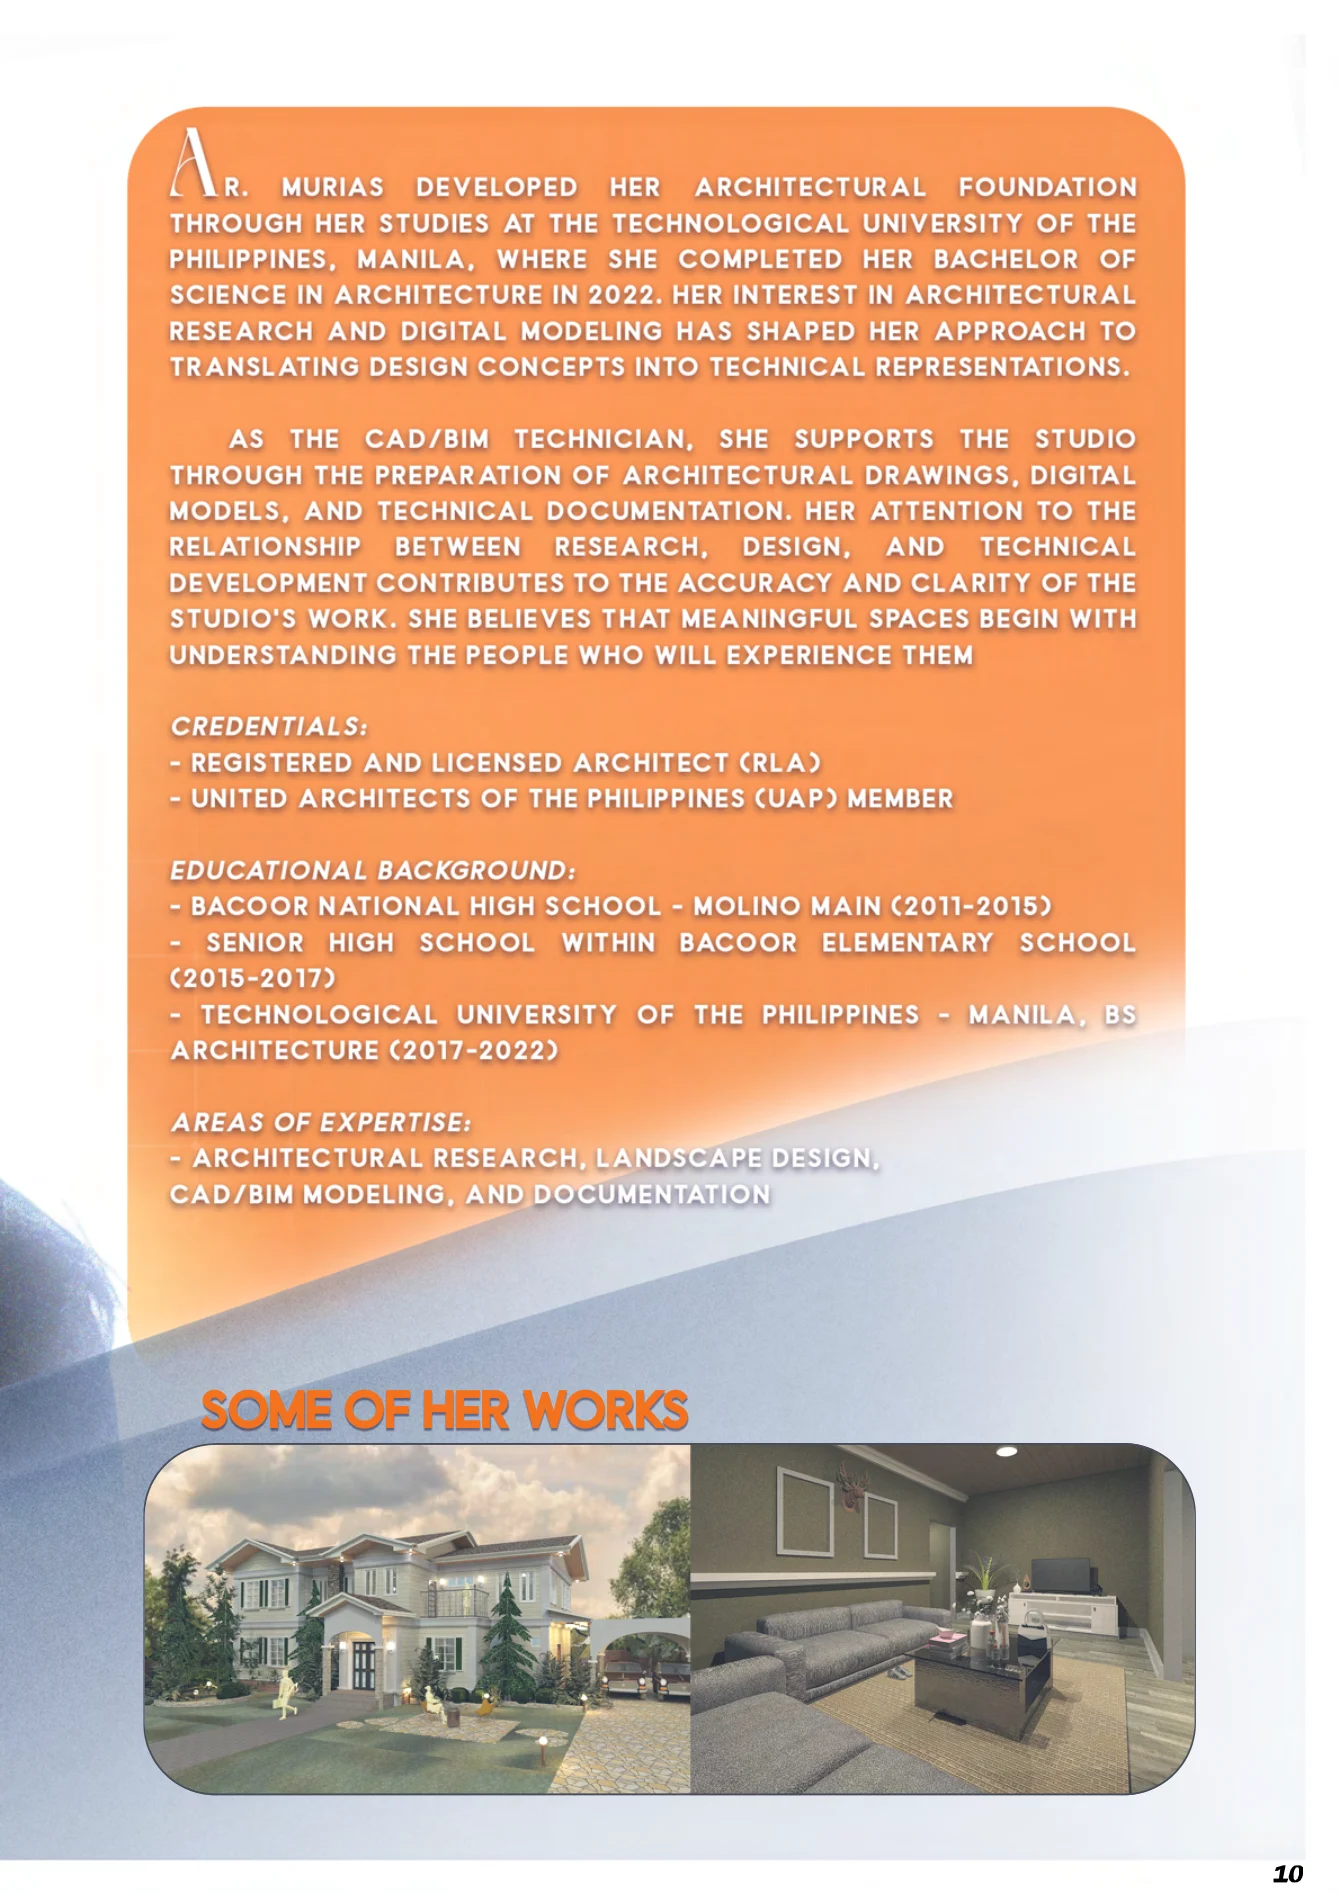 AR. MURIAS DEVELOPED HER ARCHITECTURAL FOUNDATION
THROUGH HER STUDIES AT THE TECHNOLOGICAL UNIVERSITY OF THE
PHILIPPINES, MANILA, WHERE SHE COMPLETED HER BACHELOR OF
SCIENCE IN ARCHITECTURE IN 2022. HER INTEREST IN ARCHITECTURAL
RESEARCH AND DIGITAL MODELING HAS SHAPED HER APPROACH TO
TRANSLATING DESIGN CONCEPTS INTO TECHNICAL REPRESENTATIONS.
AS THE CAD/BIM TECHNICIAN, SHE SUPPORTS THE STUDIO
THROUGH THE PREPARATION OF ARCHITECTURAL DRAWINGS, DIGITAL
MODELS, AND TECHNICAL DOCUMENTATION. HER ATTENTION TO THE
RELATIONSHIP BETWEEN RESEARCH, DESIGN, AND TECHNICAL
DEVELOPMENT CONTRIBUTES TO THE ACCURACY AND CLARITY OF THE
STUDIO'S WORK. SHE BELIEVES THAT MEANINGFUL SPACES BEGIN WITH
UNDERSTANDING THE PEOPLE WHO WILL EXPERIENCE THEM
CREDENTIALS:
- REGISTERED AND LICENSED ARCHITECT (RLA)
- UNITED ARCHITECTS OF THE PHILIPPINES (UAP) MEMBER
EDUCATIONAL BACKGROUND:
- BACOOR NATIONAL HIGH SCHOOL - MOLINO MAIN (2011-2015)
- SENIOR HIGH SCHOOL WITHIN BACOOR ELEMENTARY SCHOOL
(2015-2017)
- TECHNOLOGICAL UNIVERSITY OF THE PHILIPPINES - MANILA, BS
ARCHITECTURE (2017-2022)
AREAS OF EXPERTISE:
- ARCHITECTURAL RESEARCH, LANDSCAPE DESIGN,
CAD/BIM MODELING, AND DOCUMENTATION
SOME OF HER WORKS
10